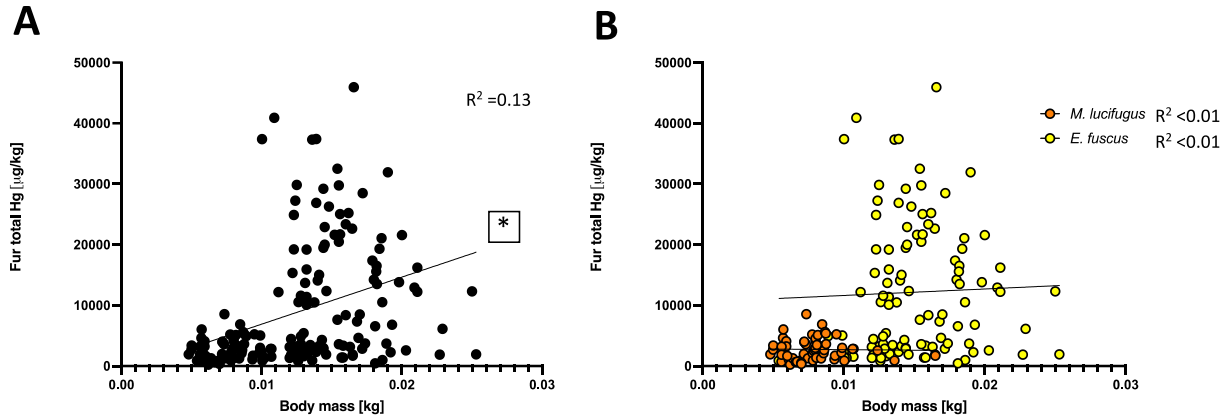 A
B
50000
40000
30000
20000
10000
0
0.00
0.01
0.02
0.03
Fur total Hg [µg/kg]
Body mass [kg]
R² =0.13
*
50000
40000
30000
20000
10000
0
0.00
0.01
0.02
0.03
Fur total Hg [µg/kg]
Body mass [kg]
M. lucifugus R² <0.01
E. fuscus R² <0.01